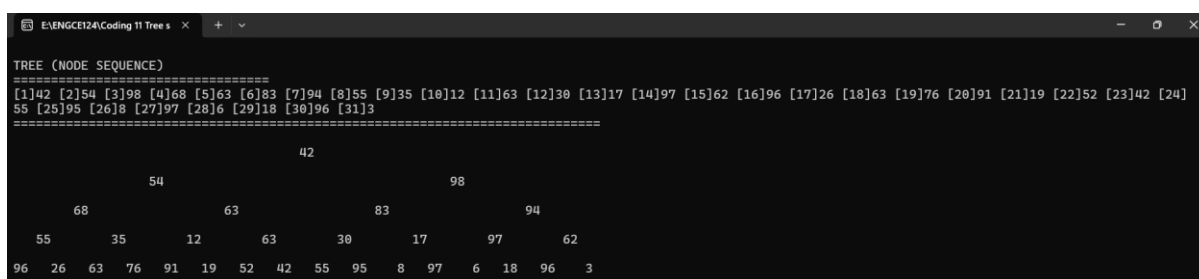 E:\ENGCE124\Coding 11 Tree s
TREE (NODE SEQUENCE)
==================================
[1]42 [2]54 [3]98 [4]68 [5]63 [6]83 [7]94 [8]55 [9]35 [10]12 [11]63 [12]30 [13]17 [14]97 [15]62 [16]96 [17]26 [18]63 [19]76 [20]91 [21]19 [22]52 [23]42 [24]
55 [25]95 [26]8 [27]97 [28]6 [29]18 [30]96 [31]3
==============================================================================
42
54 98
68 63 83 94
55 35 12 63 30 17 97 62
96 26 63 76 91 19 52 42 55 95 8 97 6 18 96 3